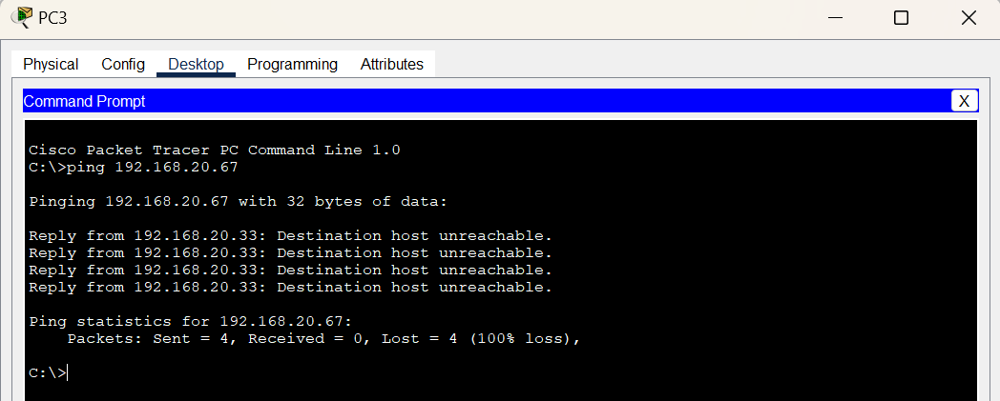 PC3
Physical Config Desktop Programming Attributes
Command Prompt X
Cisco Packet Tracer PC Command Line 1.0
C:\>ping 192.168.20.67
Pinging 192.168.20.67 with 32 bytes of data:
Reply from 192.168.20.33: Destination host unreachable.
Reply from 192.168.20.33: Destination host unreachable.
Reply from 192.168.20.33: Destination host unreachable.
Reply from 192.168.20.33: Destination host unreachable.
Ping statistics for 192.168.20.67:
    Packets: Sent = 4, Received = 0, Lost = 4 (100% loss),
C:\>